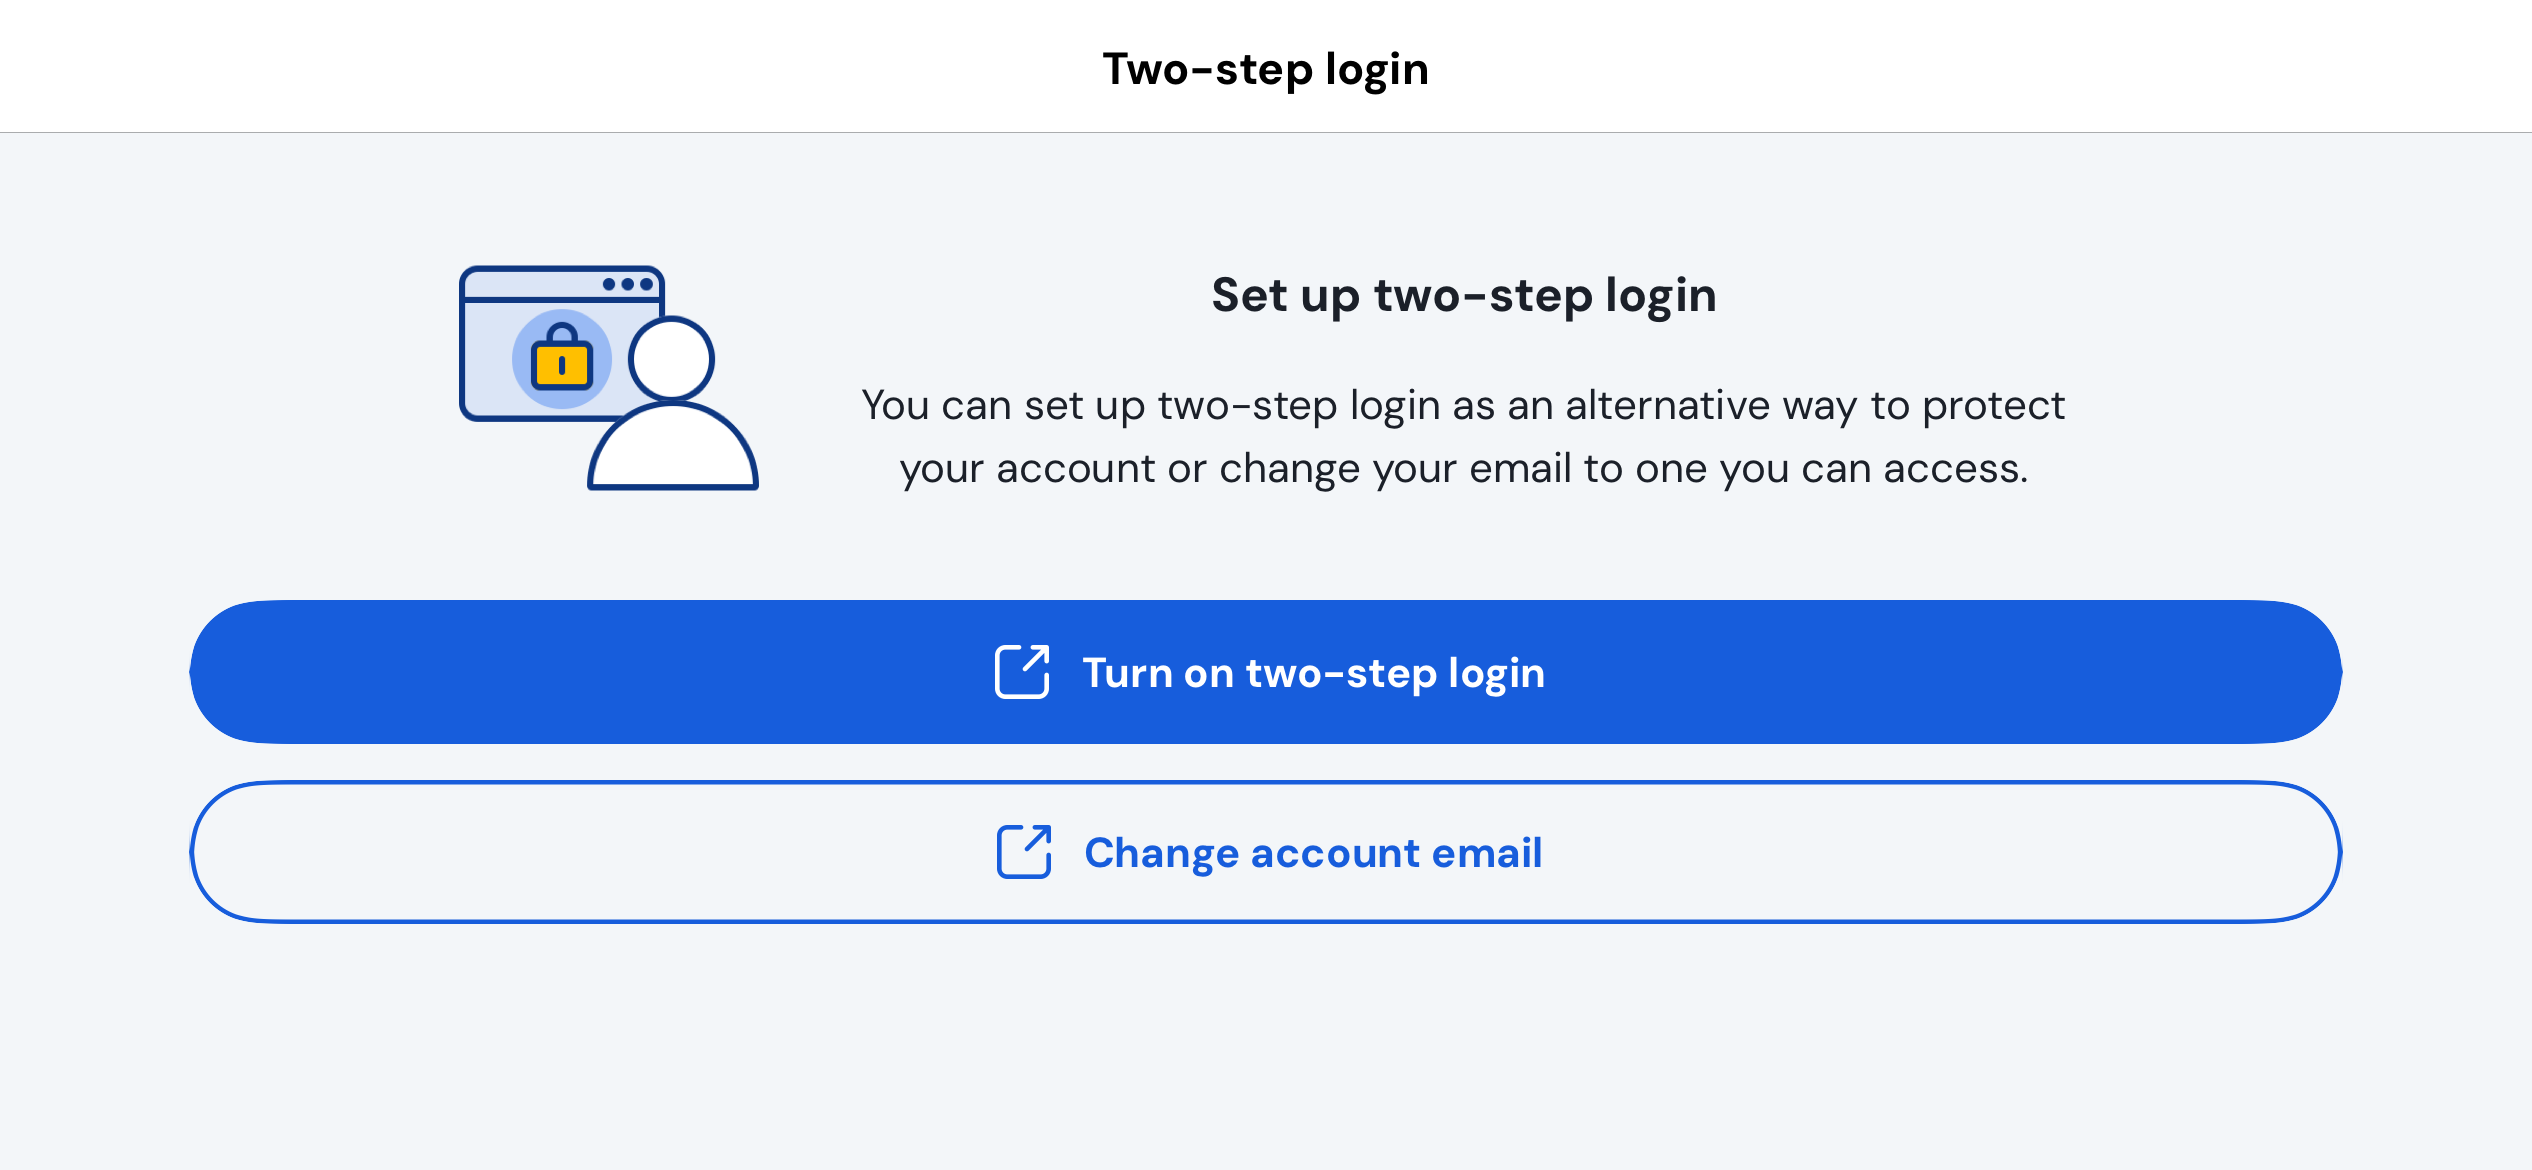 Two-step login
Set up two-step login
You can set up two-step login as an alternative way to protect
your account or change your email to one you can access.
Turn on two-step login
Change account email